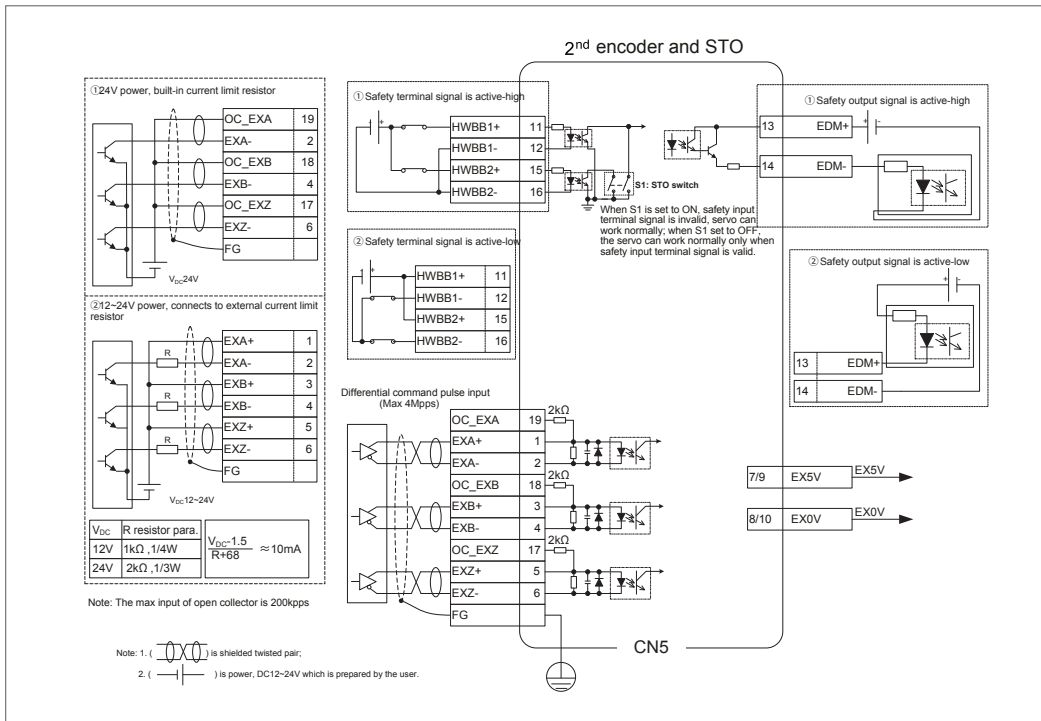 2nd encoder and STO
①24V power, built-in current limit resistor
OC_EXA 19
EXA- 2
OC_EXB 18
EXB- 4
OC_EXZ 17
EXZ- 6
FG
VDC24V
②12~24V power, connects to external current limit
resistor
EXA+ 1
R EXA- 2
EXB+ 3
R EXB- 4
EXZ+ 5
R EXZ- 6
FG
VDC12~24V
VDC R resistor para.
12V 1kΩ ,1/4W
24V 2kΩ ,1/3W
VDC-1.5
R+68
≈10mA
Note: The max input of open collector is 200kpps
Note: 1. ( ) is shielded twisted pair;
2. ( ) is power, DC12~24V which is prepared by the user.
① Safety terminal signal is active-high
HWBB1+ 11
HWBB1- 12
HWBB2+ 15
HWBB2- 16
S1: STO switch
When S1 is set to ON, safety input
terminal signal is invalid, servo can
work normally; when S1 set to OFF,
the servo can work normally only when
safety input terminal signal is valid.
② Safety terminal signal is active-low
HWBB1+ 11
HWBB1- 12
HWBB2+ 15
HWBB2- 16
Differential command pulse input
(Max 4Mpps)
OC_EXA 19 2kΩ
EXA+ 1
EXA- 2
OC_EXB 18 2kΩ
EXB+ 3
EXB- 4
OC_EXZ 17 2kΩ
EXZ+ 5
EXZ- 6
FG
CN5
① Safety output signal is active-high
13 EDM+ + -
14 EDM-
② Safety output signal is active-low
+ -
13 EDM+
14 EDM-
7/9 EX5V EX5V
8/10 EX0V EX0V